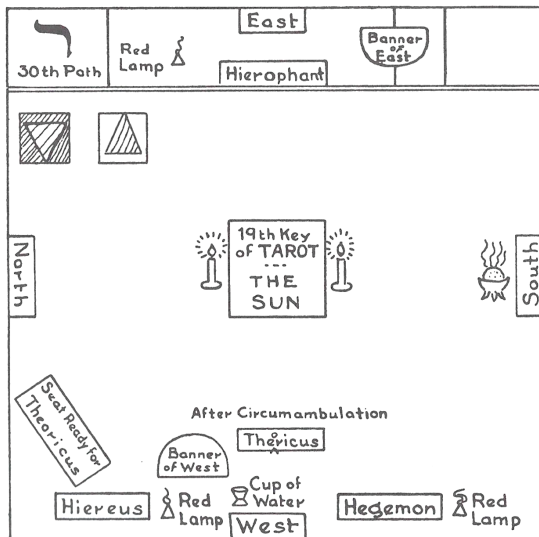 East
ר
Red
Lamp
Banner
of
East
30th Path
Hierophant
North
19th Key
of TAROT
---
THE
SUN
South
Seat Ready for
Theoricus
After Circumambulation
Theoricus
Banner
of West
Hiereus
Red
Lamp
Cup of
Water
West
Hegemon
Red
Lamp